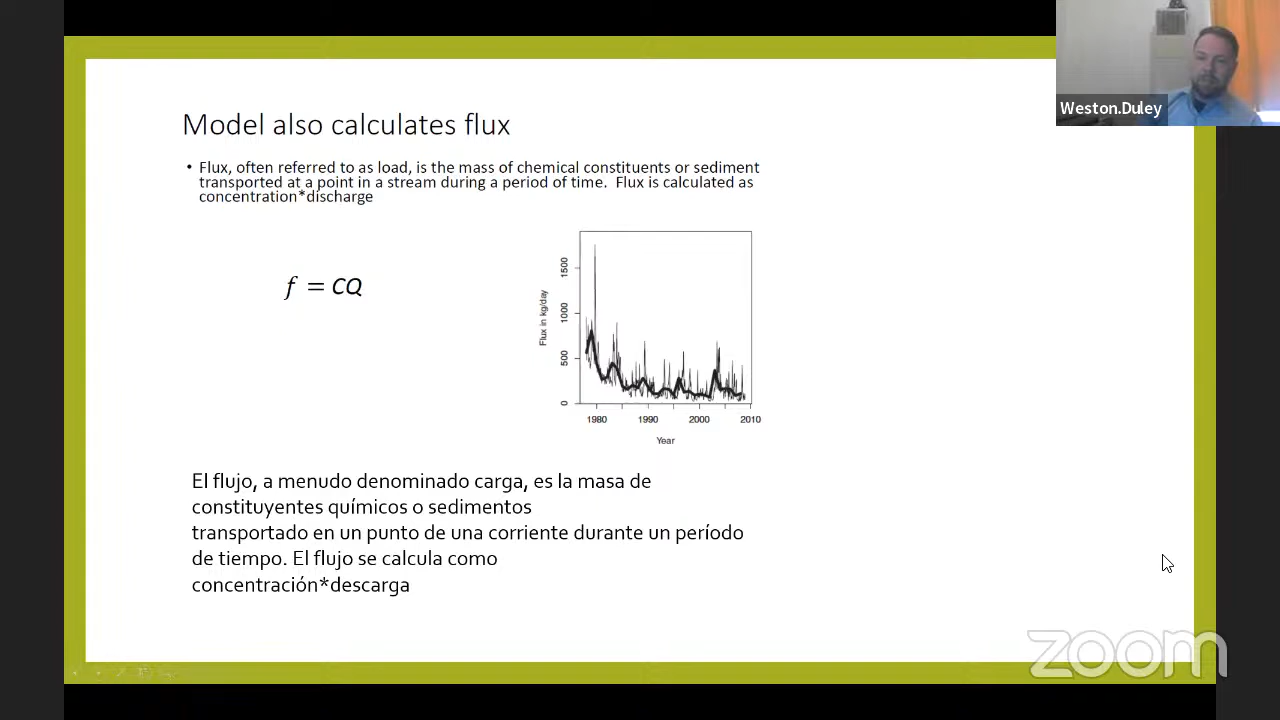 Weston.Duley
Model also calculates flux
• Flux, often referred to as load, is the mass of chemical constituents or sediment
transported at a point in a stream during a period of time. Flux is calculated as
concentration*discharge
f = CQ
Flux in kg/day
1500
1000
500
0
1980 1990 2000 2010
Year
El flujo, a menudo denominado carga, es la masa de
constituyentes químicos o sedimentos
transportado en un punto de una corriente durante un período
de tiempo. El flujo se calcula como
concentración*descarga
zoom